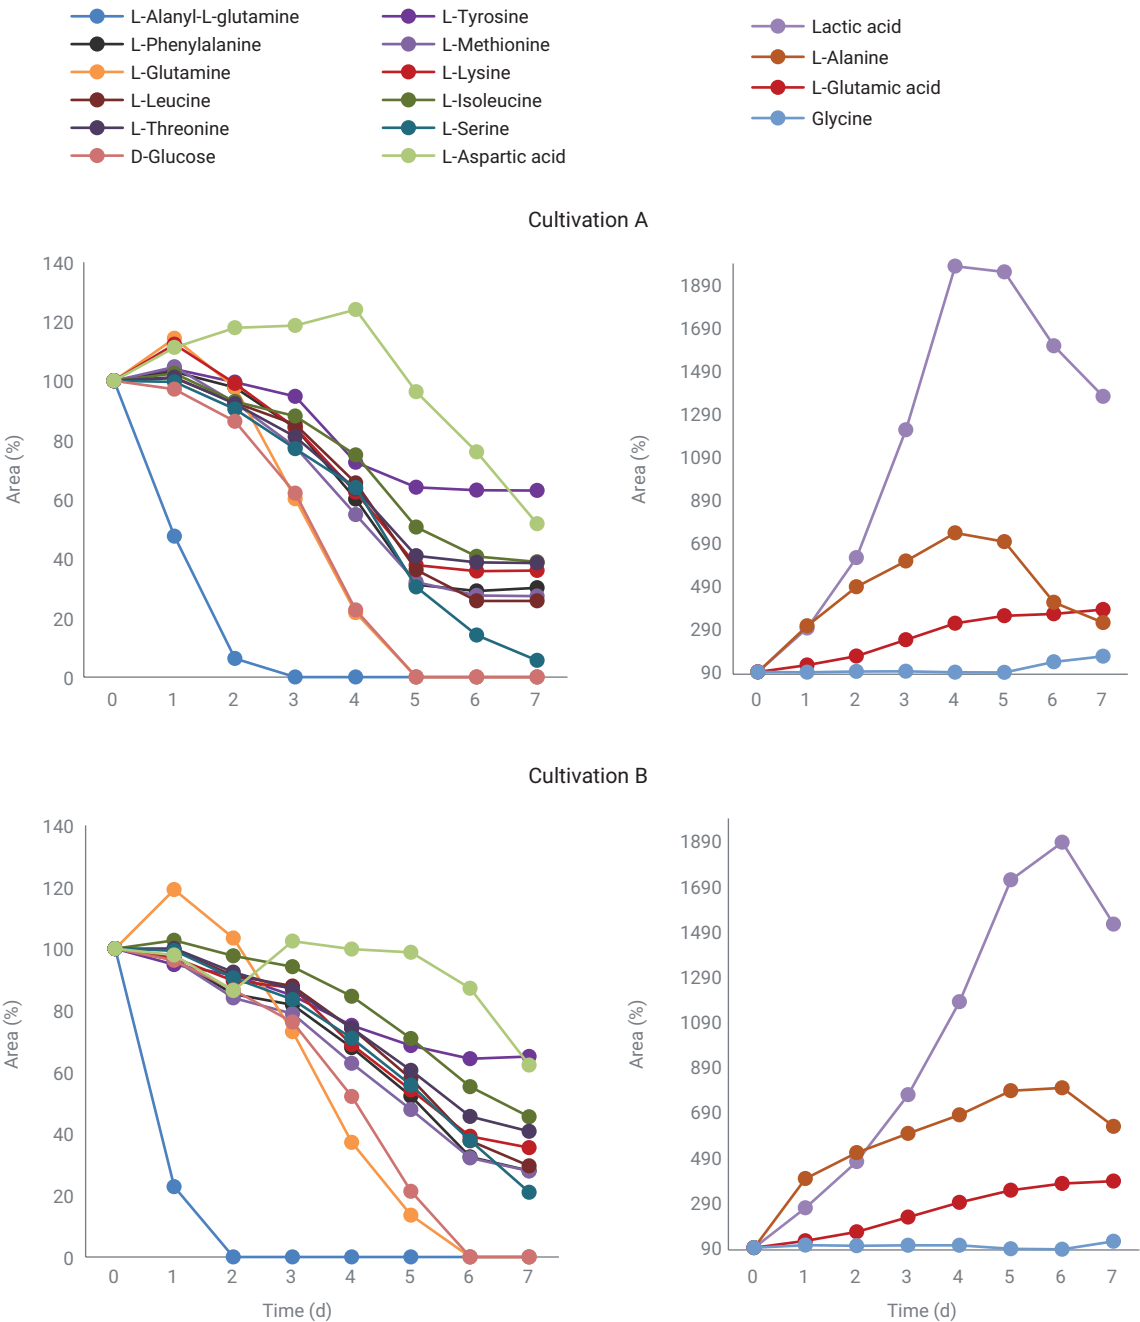 L-Alanyl-L-glutamine
L-Phenylalanine
L-Glutamine
L-Leucine
L-Threonine
D-Glucose
L-Tyrosine
L-Methionine
L-Lysine
L-Isoleucine
L-Serine
L-Aspartic acid
Lactic acid
L-Alanine
L-Glutamic acid
Glycine
Cultivation A
Area (%)
140
120
100
80
60
40
20
0
0 1 2 3 4 5 6 7
Area (%)
1890
1690
1490
1290
1090
890
690
490
290
90
0 1 2 3 4 5 6 7
Cultivation B
Area (%)
140
120
100
80
60
40
20
0
0 1 2 3 4 5 6 7
Time (d)
Area (%)
1890
1690
1490
1290
1090
890
690
490
290
90
0 1 2 3 4 5 6 7
Time (d)